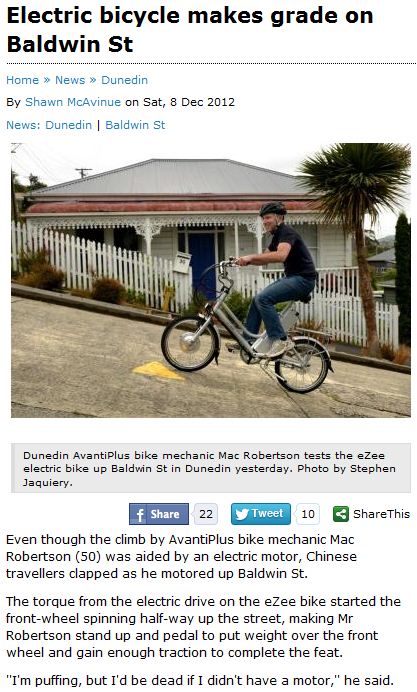 Electric bicycle makes grade on
Baldwin St
Home » News » Dunedin
By Shawn McAvinue on Sat, 8 Dec 2012
News: Dunedin | Baldwin St
Dunedin AvantiPlus bike mechanic Mac Robertson tests the eZee
electric bike up Baldwin St in Dunedin yesterday. Photo by Stephen
Jaquiery.
Share 22 Tweet 10 ShareThis
Even though the climb by AvantiPlus bike mechanic Mac
Robertson (50) was aided by an electric motor, Chinese
travellers clapped as he motored up Baldwin St.
The torque from the electric drive on the eZee bike started the
front-wheel spinning half-way up the street, making Mr
Robertson stand up and pedal to put weight over the front
wheel and gain enough traction to complete the feat.
"I'm puffing, but I'd be dead if I didn't have a motor," he said.